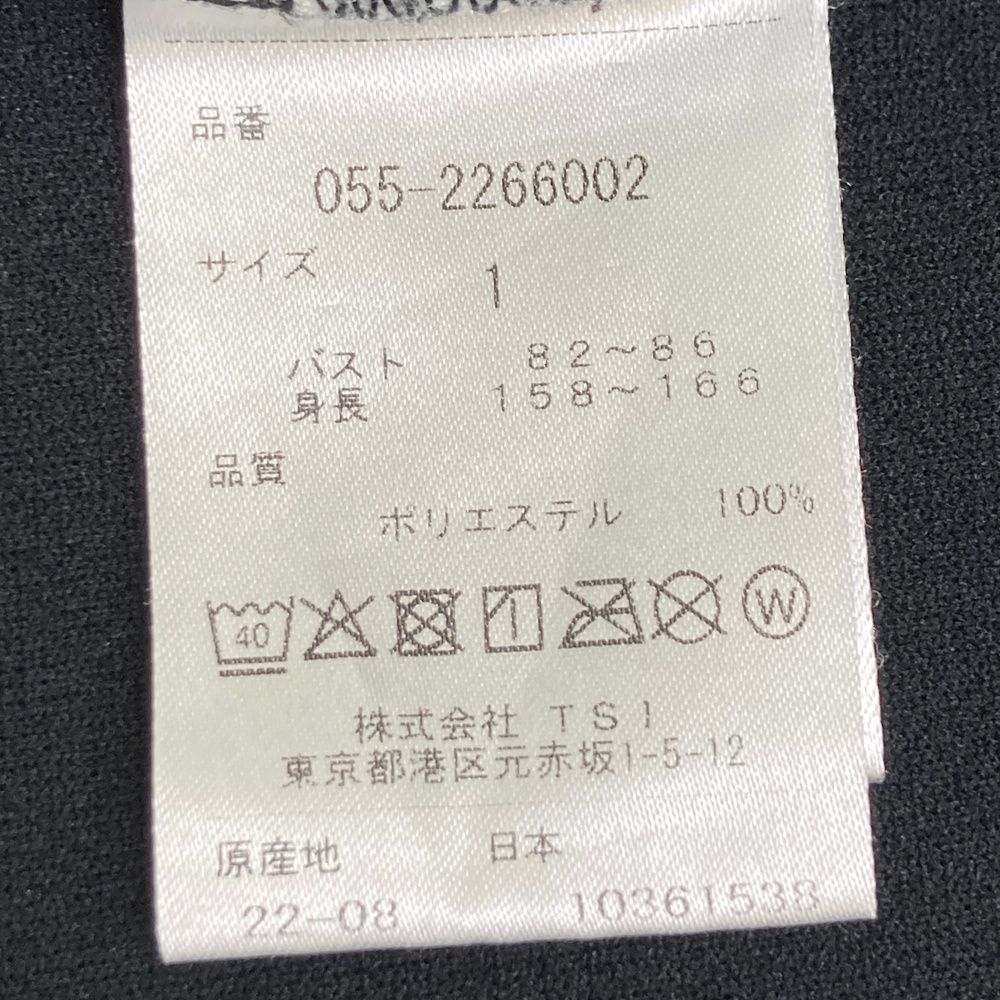 品番
055-2266002
サイズ
1
バスト 82～86
身長 158～166
品質
ポリエステル 100%
40
W
株式会社 TSI
東京都港区元赤坂1-5-12
原産地 日本
22-08 10361538